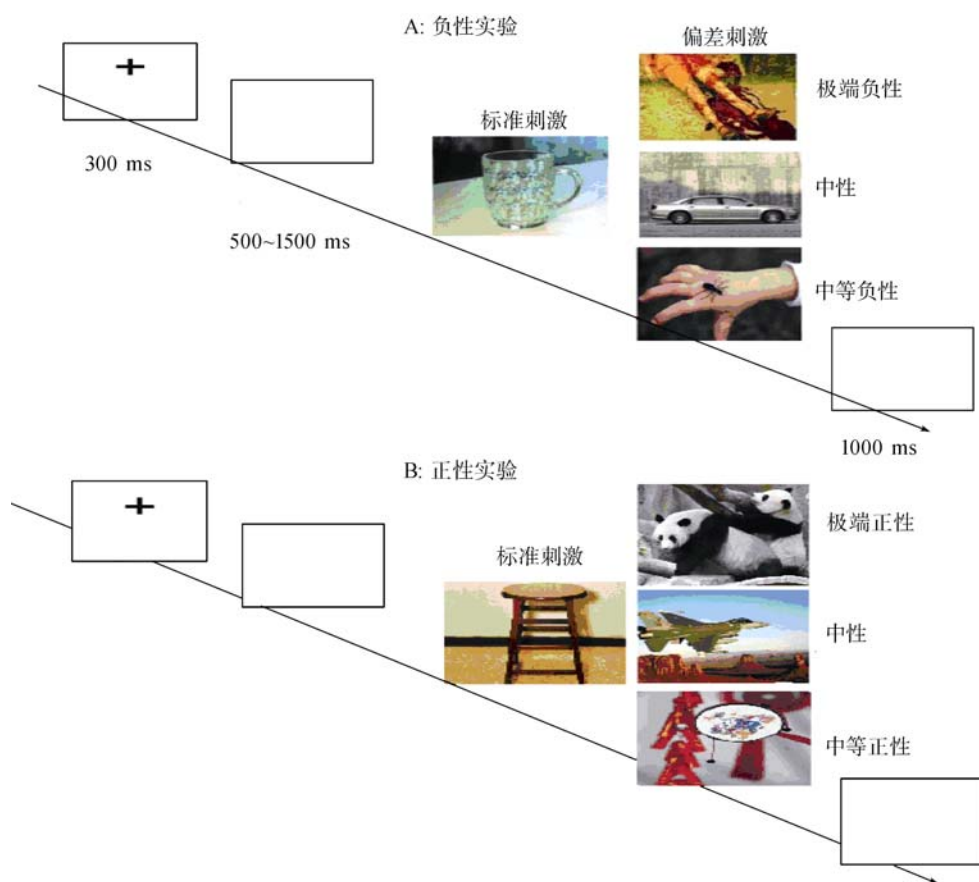 A: 负性实验
偏差刺激
极端负性
标准刺激
300 ms
中性
500~1500 ms
中等负性
1000 ms
B: 正性实验
极端正性
标准刺激
中性
中等正性